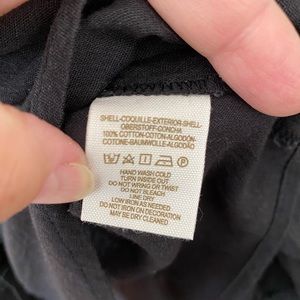 SHELL-COQUILLE-EXTERIOR-SHELL-
OBERSTOFF-CONCHA
100% COTTON-COTON-ALGODÓN-
COTONE-BAUMWOLLE-ALGODÃO
HAND WASH COLD
TURN INSIDE OUT
DO NOT WRING OR TWIST
DO NOT BLEACH
LINE DRY
LOW IRON AS NEEDED
DO NOT IRON ON DECORATION
MAY BE DRY CLEANED